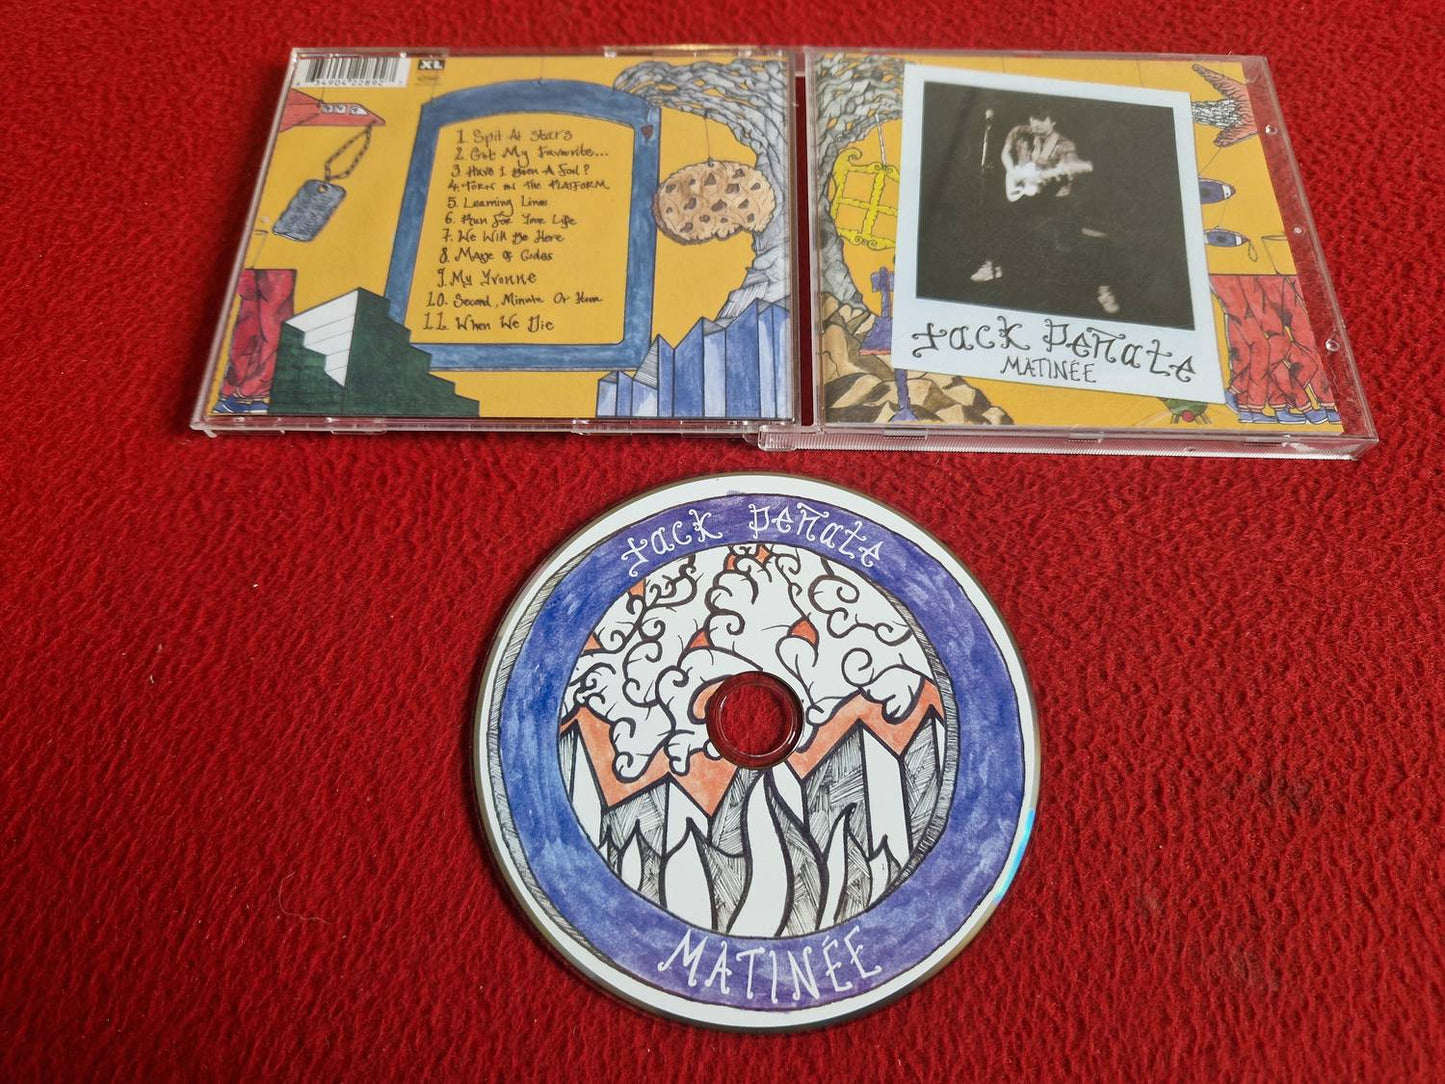 XL
1. Spit At Stars
2. Got My Favourite...
3. Have I Been A Fool?
4. TORN ON THE PLATFORM
5. Learning Lines
6. Run For Your Life
7. We Will Be Here
8. Made Of Codes
9. My Yvonne
10. Second, Minute Or Hour
11. When We Die
Jack Peñate
MATINÉE
Jack Peñate
MATINÉE